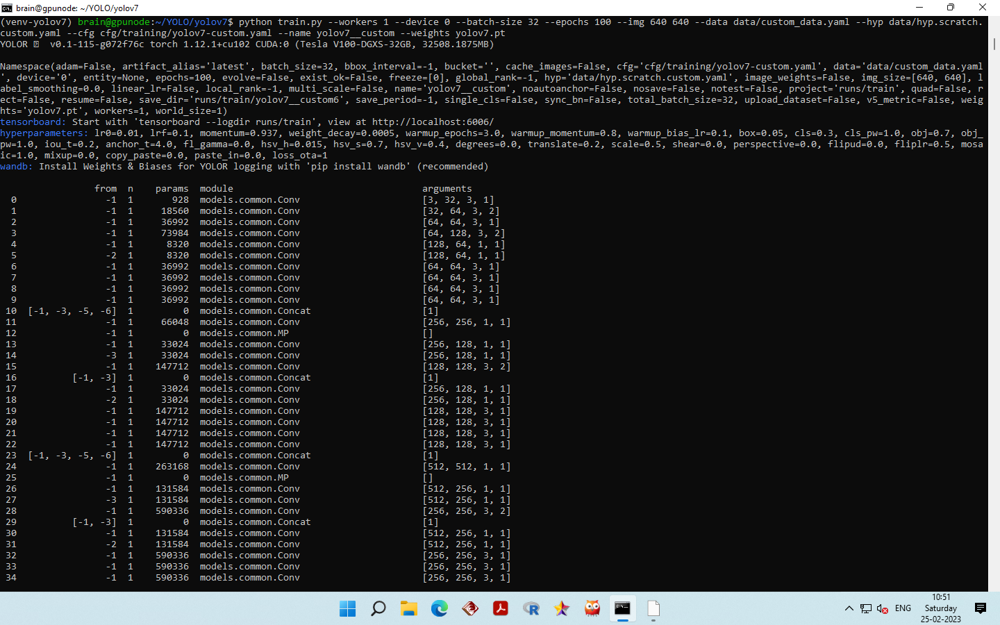 brain@gpunode: ~/YOLO/yolov7
(venv-yolov7) brain@gpunode:~/YOLO/yolov7$ python train.py --workers 1 --device 0 --batch-size 32 --epochs 100 --img 640 640 --data data/custom_data.yaml --hyp data/hyp.scratch.
custom.yaml --cfg cfg/training/yolov7-custom.yaml --name yolov7__custom --weights yolov7.pt
YOLOR v0.1-115-g072f76c torch 1.12.1+cu102 CUDA:0 (Tesla V100-DGXS-32GB, 32508.1875MB)
Namespace(adam=False, artifact_alias='latest', batch_size=32, bbox_interval=-1, bucket='', cache_images=False, cfg='cfg/training/yolov7-custom.yaml', data='data/custom_data.yaml
', device='0', entity=None, epochs=100, evolve=False, exist_ok=False, freeze=[0], global_rank=-1, hyp='data/hyp.scratch.custom.yaml', image_weights=False, img_size=[640, 640], l
abel_smoothing=0.0, linear_lr=False, local_rank=-1, multi_scale=False, name='yolov7__custom', noautoanchor=False, nosave=False, notest=False, project='runs/train', quad=False, r
ect=False, resume=False, save_dir='runs/train/yolov7__custom6', save_period=-1, single_cls=False, sync_bn=False, total_batch_size=32, upload_dataset=False, v5_metric=False, weig
hts='yolov7.pt', workers=1, world_size=1)
tensorboard: Start with 'tensorboard --logdir runs/train', view at http://localhost:6006/
hyperparameters: lr0=0.01, lrf=0.1, momentum=0.937, weight_decay=0.0005, warmup_epochs=3.0, warmup_momentum=0.8, warmup_bias_lr=0.1, box=0.05, cls=0.3, cls_pw=1.0, obj=0.7, obj_
pw=1.0, iou_t=0.2, anchor_t=4.0, fl_gamma=0.0, hsv_h=0.015, hsv_s=0.7, hsv_v=0.4, degrees=0.0, translate=0.2, scale=0.5, shear=0.0, perspective=0.0, flipud=0.0, fliplr=0.5, mosa
ic=1.0, mixup=0.0, copy_paste=0.0, paste_in=0.0, loss_ota=1
wandb: Install Weights & Biases for YOLOR logging with 'pip install wandb' (recommended)
from n params module arguments
0 -1 1 928 models.common.Conv [3, 32, 3, 1]
1 -1 1 18560 models.common.Conv [32, 64, 3, 2]
2 -1 1 36992 models.common.Conv [64, 64, 3, 1]
3 -1 1 73984 models.common.Conv [64, 128, 3, 2]
4 -1 1 8320 models.common.Conv [128, 64, 1, 1]
5 -2 1 8320 models.common.Conv [128, 64, 1, 1]
6 -1 1 36992 models.common.Conv [64, 64, 3, 1]
7 -1 1 36992 models.common.Conv [64, 64, 3, 1]
8 -1 1 36992 models.common.Conv [64, 64, 3, 1]
9 -1 1 36992 models.common.Conv [64, 64, 3, 1]
10 [-1, -3, -5, -6] 1 0 models.common.Concat [1]
11 -1 1 66048 models.common.Conv [256, 256, 1, 1]
12 -1 1 0 models.common.MP []
13 -1 1 33024 models.common.Conv [256, 128, 1, 1]
14 -3 1 33024 models.common.Conv [256, 128, 1, 1]
15 -1 1 147712 models.common.Conv [128, 128, 3, 2]
16 [-1, -3] 1 0 models.common.Concat [1]
17 -1 1 33024 models.common.Conv [256, 128, 1, 1]
18 -2 1 33024 models.common.Conv [256, 128, 1, 1]
19 -1 1 147712 models.common.Conv [128, 128, 3, 1]
20 -1 1 147712 models.common.Conv [128, 128, 3, 1]
21 -1 1 147712 models.common.Conv [128, 128, 3, 1]
22 -1 1 147712 models.common.Conv [128, 128, 3, 1]
23 [-1, -3, -5, -6] 1 0 models.common.Concat [1]
24 -1 1 263168 models.common.Conv [512, 512, 1, 1]
25 -1 1 0 models.common.MP []
26 -1 1 131584 models.common.Conv [512, 256, 1, 1]
27 -3 1 131584 models.common.Conv [512, 256, 1, 1]
28 -1 1 590336 models.common.Conv [256, 256, 3, 2]
29 [-1, -3] 1 0 models.common.Concat [1]
30 -1 1 131584 models.common.Conv [512, 256, 1, 1]
31 -2 1 131584 models.common.Conv [512, 256, 1, 1]
32 -1 1 590336 models.common.Conv [256, 256, 3, 1]
33 -1 1 590336 models.common.Conv [256, 256, 3, 1]
34 -1 1 590336 models.common.Conv [256, 256, 3, 1]
ENG
10:51
Saturday
25-02-2023